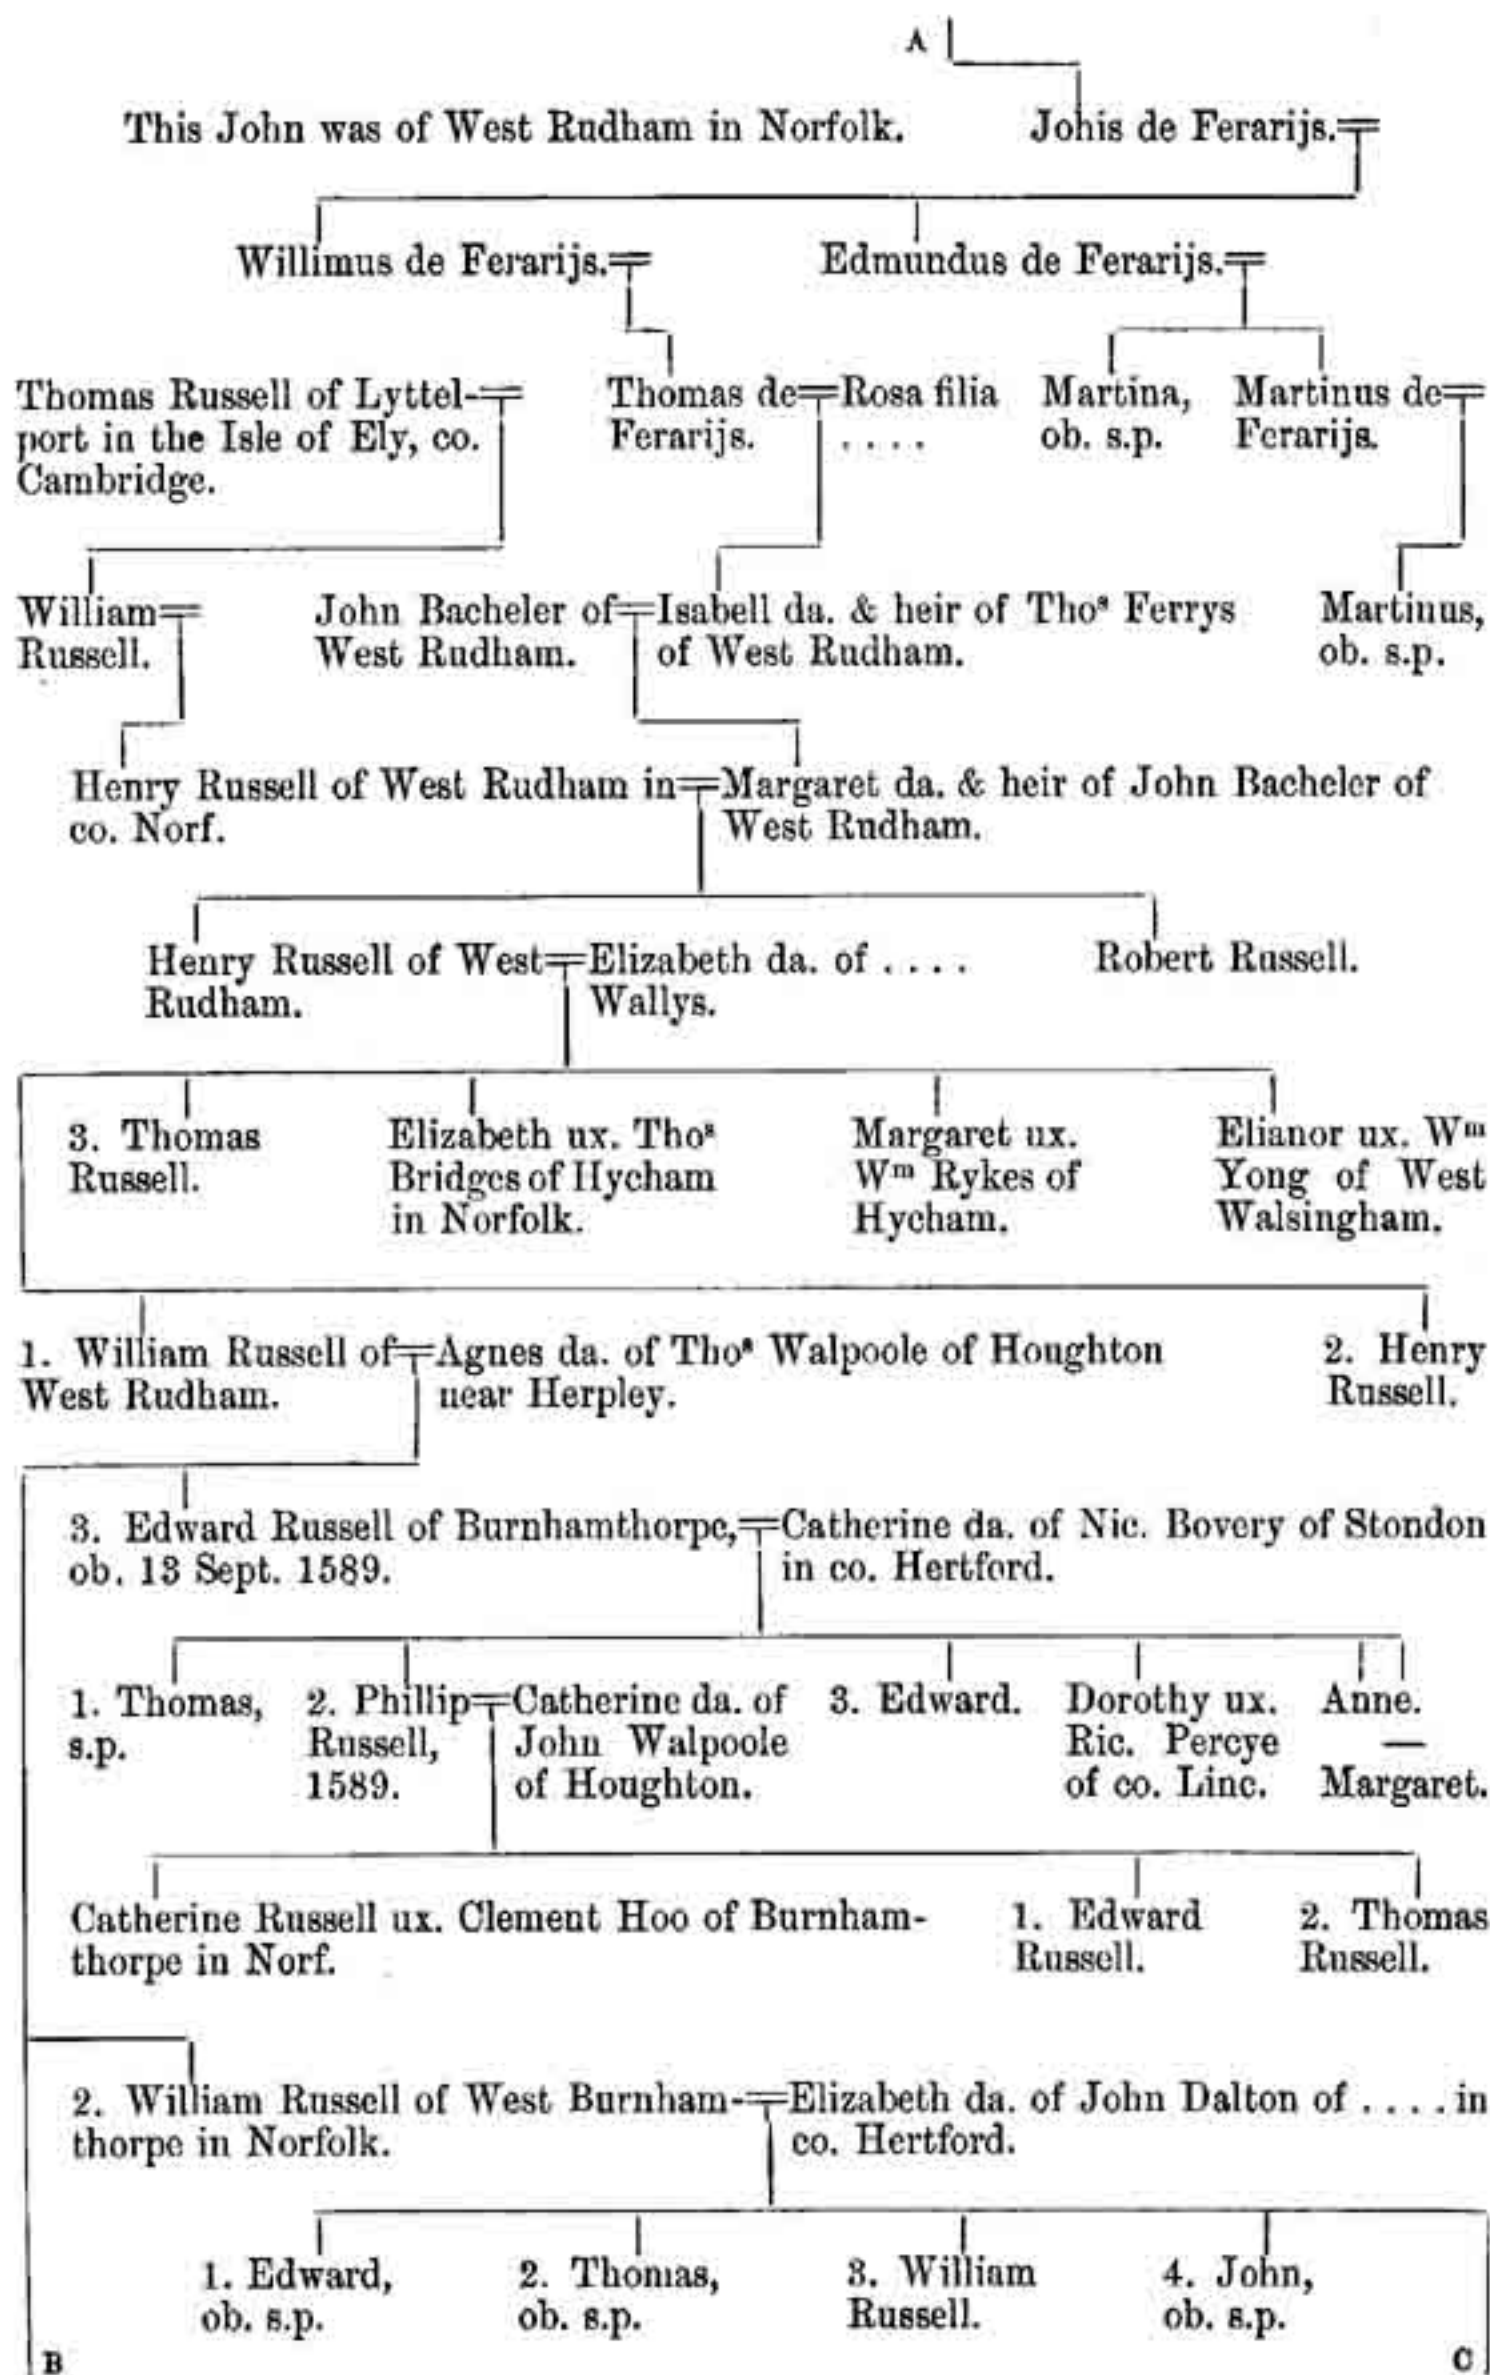 A
This John was of West Rudham in Norfolk.
Johis de Ferarijs.
Willimus de Ferarijs.
Edmundus de Ferarijs.
Thomas Russell of Lyttel-
port in the Isle of Ely, co.
Cambridge.
Thomas de
Ferarijs.
Rosa filia
. . . .
Martina,
ob. s.p.
Martinus de
Ferarijs.
William
Russell.
John Bacheler of
West Rudham.
Isabell da. & heir of Thoˢ Ferrys
of West Rudham.
Martinus,
ob. s.p.
Henry Russell of West Rudham in
co. Norf.
Margaret da. & heir of John Bacheler of
West Rudham.
Henry Russell of West
Rudham.
Elizabeth da. of . . . .
Wallys.
Robert Russell.
3. Thomas
Russell.
Elizabeth ux. Thoˢ
Bridges of Hycham
in Norfolk.
Margaret ux.
Wᵐ Rykes of
Hycham.
Elianor ux. Wᵐ
Yong of West
Walsingham.
1. William Russell of
West Rudham.
Agnes da. of Thoˢ Walpoole of Houghton
near Herpley.
2. Henry
Russell.
3. Edward Russell of Burnhamthorpe,
ob. 13 Sept. 1589.
Catherine da. of Nic. Bovery of Stondon
in co. Hertford.
1. Thomas,
s.p.
2. Phillip
Russell,
1589.
Catherine da. of
John Walpoole
of Houghton.
3. Edward.
Dorothy ux.
Ric. Percye
of co. Linc.
Anne.
—
Margaret.
Catherine Russell ux. Clement Hoo of Burnham-
thorpe in Norf.
1. Edward
Russell.
2. Thomas
Russell.
2. William Russell of West Burnham-
thorpe in Norfolk.
Elizabeth da. of John Dalton of . . . . in
co. Hertford.
1. Edward,
ob. s.p.
2. Thomas,
ob. s.p.
3. William
Russell.
4. John,
ob. s.p.
B
C